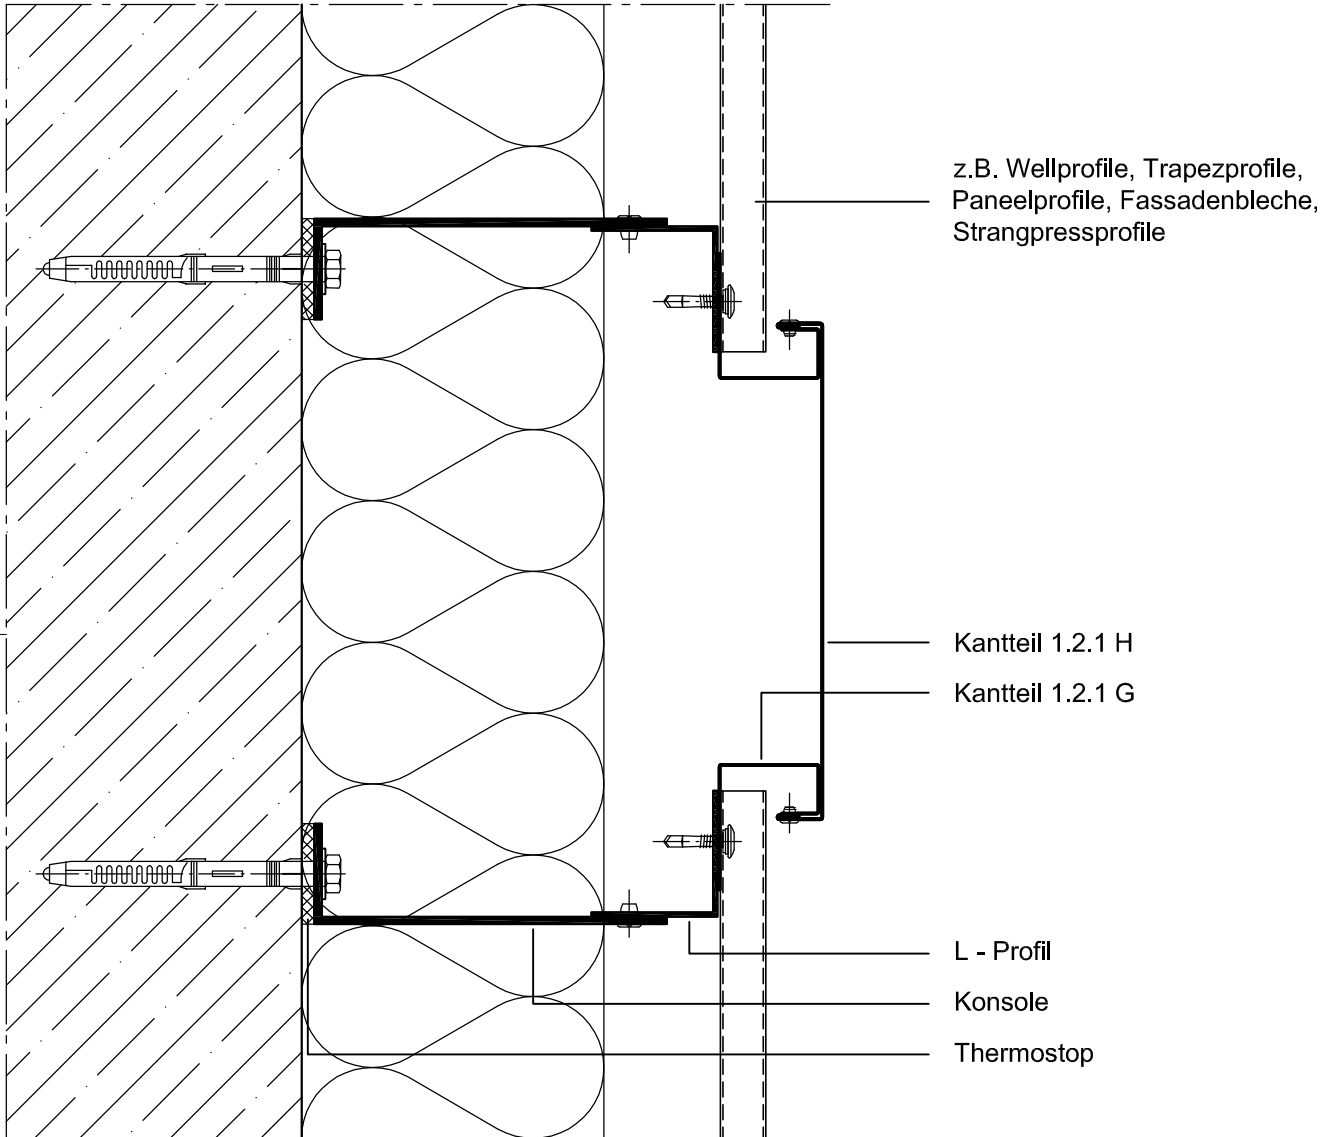 z.B. Wellprofile, Trapezprofile,
Paneelprofile, Fassadenbleche,
Strangpressprofile
Kantteil 1.2.1 H
Kantteil 1.2.1 G
L - Profil
Konsole
Thermostop